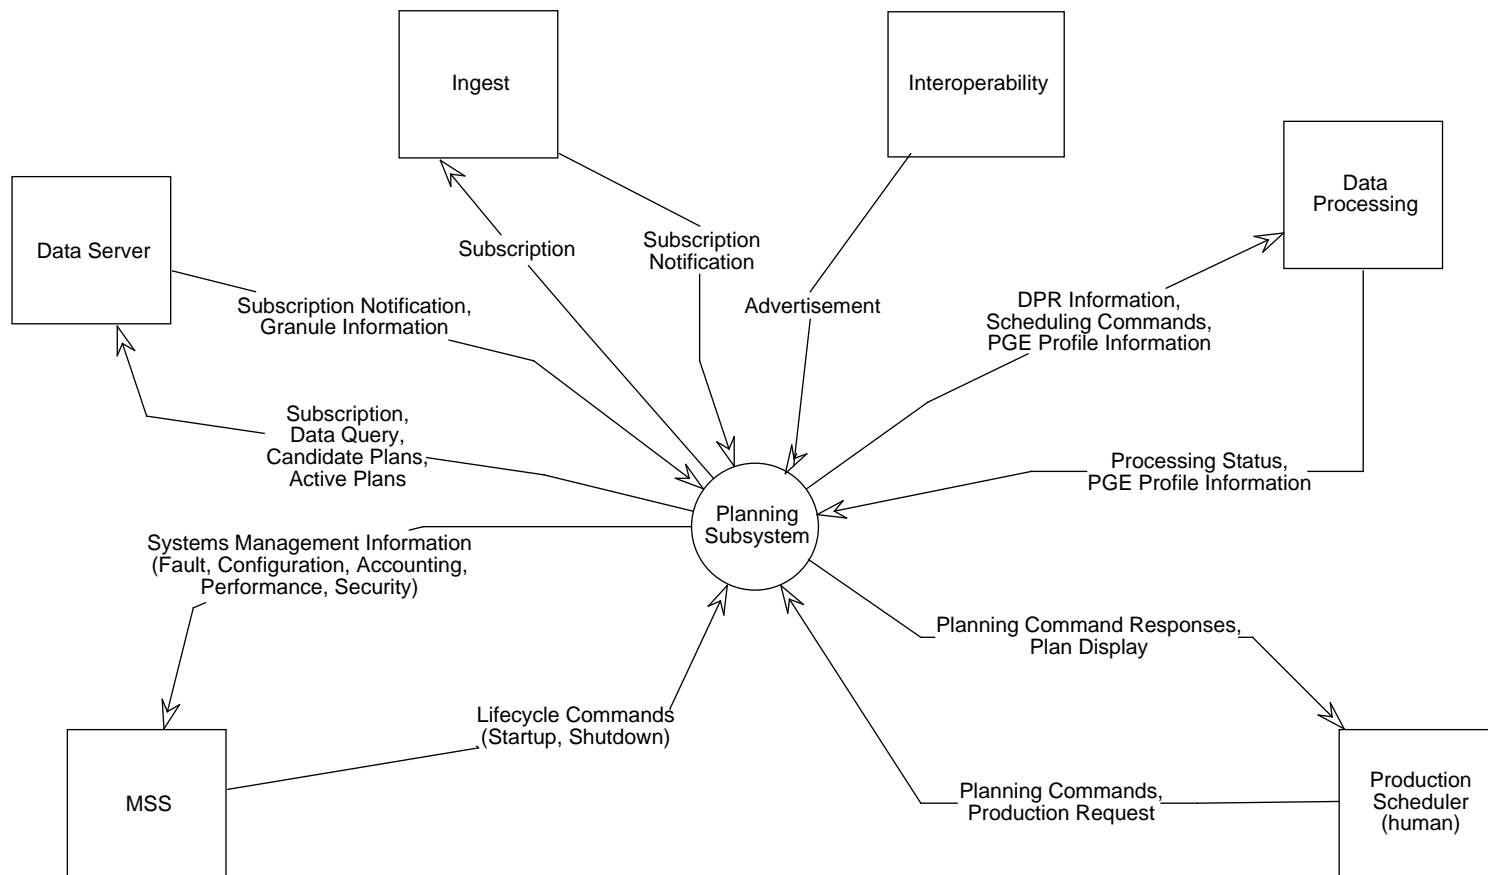 Ingest
Interoperability
Data
Processing
Data Server
Subscription
Subscription
Notification
Advertisement
Subscription Notification,
Granule Information
DPR Information,
Scheduling Commands,
PGE Profile Information
Subscription,
Data Query,
Candidate Plans,
Active Plans
Processing Status,
PGE Profile Information
Planning
Subsystem
Systems Management Information
(Fault, Configuration, Accounting,
Performance, Security)
Planning Command Responses,
Plan Display
Lifecycle Commands
(Startup, Shutdown)
MSS
Planning Commands,
Production Request
Production
Scheduler
(human)